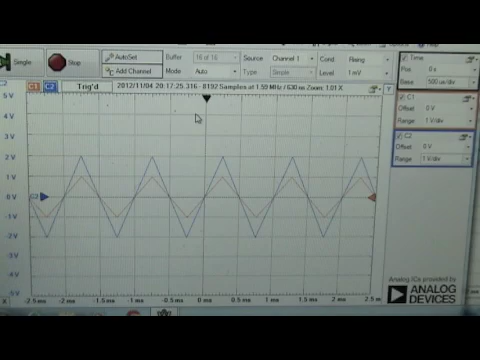 Single
Stop
AutoSet
Add Channel
Buffer 16 of 16
Mode Auto
Source Channel 1
Type Simple
Cond. Rising
Level 1 mV
Time
Pos 0 s
Base 500 us/div
C1
Offset 0 V
Range 1 V/div
C2
Offset 0 V
Range 1 V/div
C2 C1 C2 Trig'd 2012/11/04 20:17:25.316 - 8192 Samples at 1.50 MHz / 630 ns Zoom: 1.01 X
5 V
4 V
3 V
2 V
1 V
0 V
-1 V
-2 V
-3 V
-4 V
-5 V
-2.5 ms -2 ms -1.5 ms -1 ms -0.5 ms 0 ms 0.5 ms 1 ms 1.5 ms 2 ms 2.5 m
Analog ICs provided by
ANALOG
DEVICES